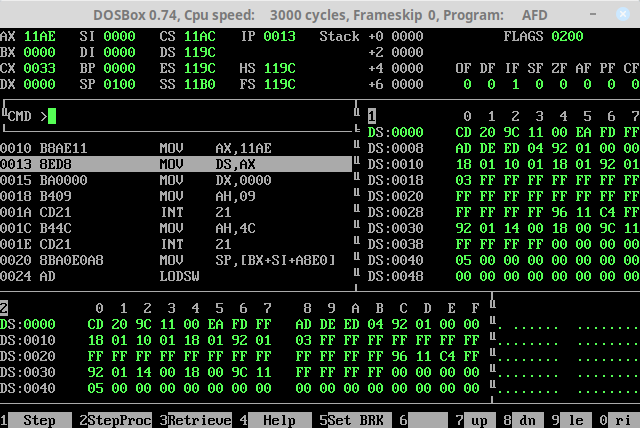 DOSBox 0.74, Cpu speed: 3000 cycles, Frameskip 0, Program: AFD
AX 11AE SI 0000 CS 11AC IP 0013 Stack +0 0000 FLAGS 0200
BX 0000 DI 0000 DS 119C +2 0000
CX 0033 BP 0000 ES 119C HS 119C +4 0000 OF DF IF SF ZF AF PF CF
DX 0000 SP 0100 SS 11B0 FS 119C +6 0000 0 0 1 0 0 0 0 0
CMD >
1 0 1 2 3 4 5 6 7
DS:0000 CD 20 9C 11 00 EA FD FF
DS:0008 AD DE ED 04 92 01 00 00
0010 B8AE11 MOV AX,11AE DS:0010 18 01 10 01 18 01 92 01
0013 8ED8 MOV DS,AX DS:0018 03 FF FF FF FF FF FF FF
0015 BA0000 MOV DX,0000 DS:0020 FF FF FF FF FF FF FF FF
0018 B409 MOV AH,09 DS:0028 FF FF FF FF 96 11 C4 FF
001A CD21 INT 21 DS:0030 92 01 14 00 18 00 9C 11
001C B44C MOV AH,4C DS:0038 FF FF FF FF 00 00 00 00
001E CD21 INT 21 DS:0040 05 00 00 00 00 00 00 00
0020 8BA0E0A8 MOV SP,[BX+SI+A8E0] DS:0048 00 00 00 00 00 00 00 00
0024 AD LODSW
2 0 1 2 3 4 5 6 7 8 9 A B C D E F
DS:0000 CD 20 9C 11 00 EA FD FF AD DE ED 04 92 01 00 00
DS:0010 18 01 10 01 18 01 92 01 03 FF FF FF FF FF FF FF
DS:0020 FF FF FF FF FF FF FF FF FF FF FF FF 96 11 C4 FF
DS:0030 92 01 14 00 18 00 9C 11 FF FF FF FF 00 00 00 00
DS:0040 05 00 00 00 00 00 00 00 00 00 00 00 00 00 00 00
1 Step 2StepProc 3Retrieve 4 Help 5Set BRK 6 7 up 8 dn 9 le 0 ri